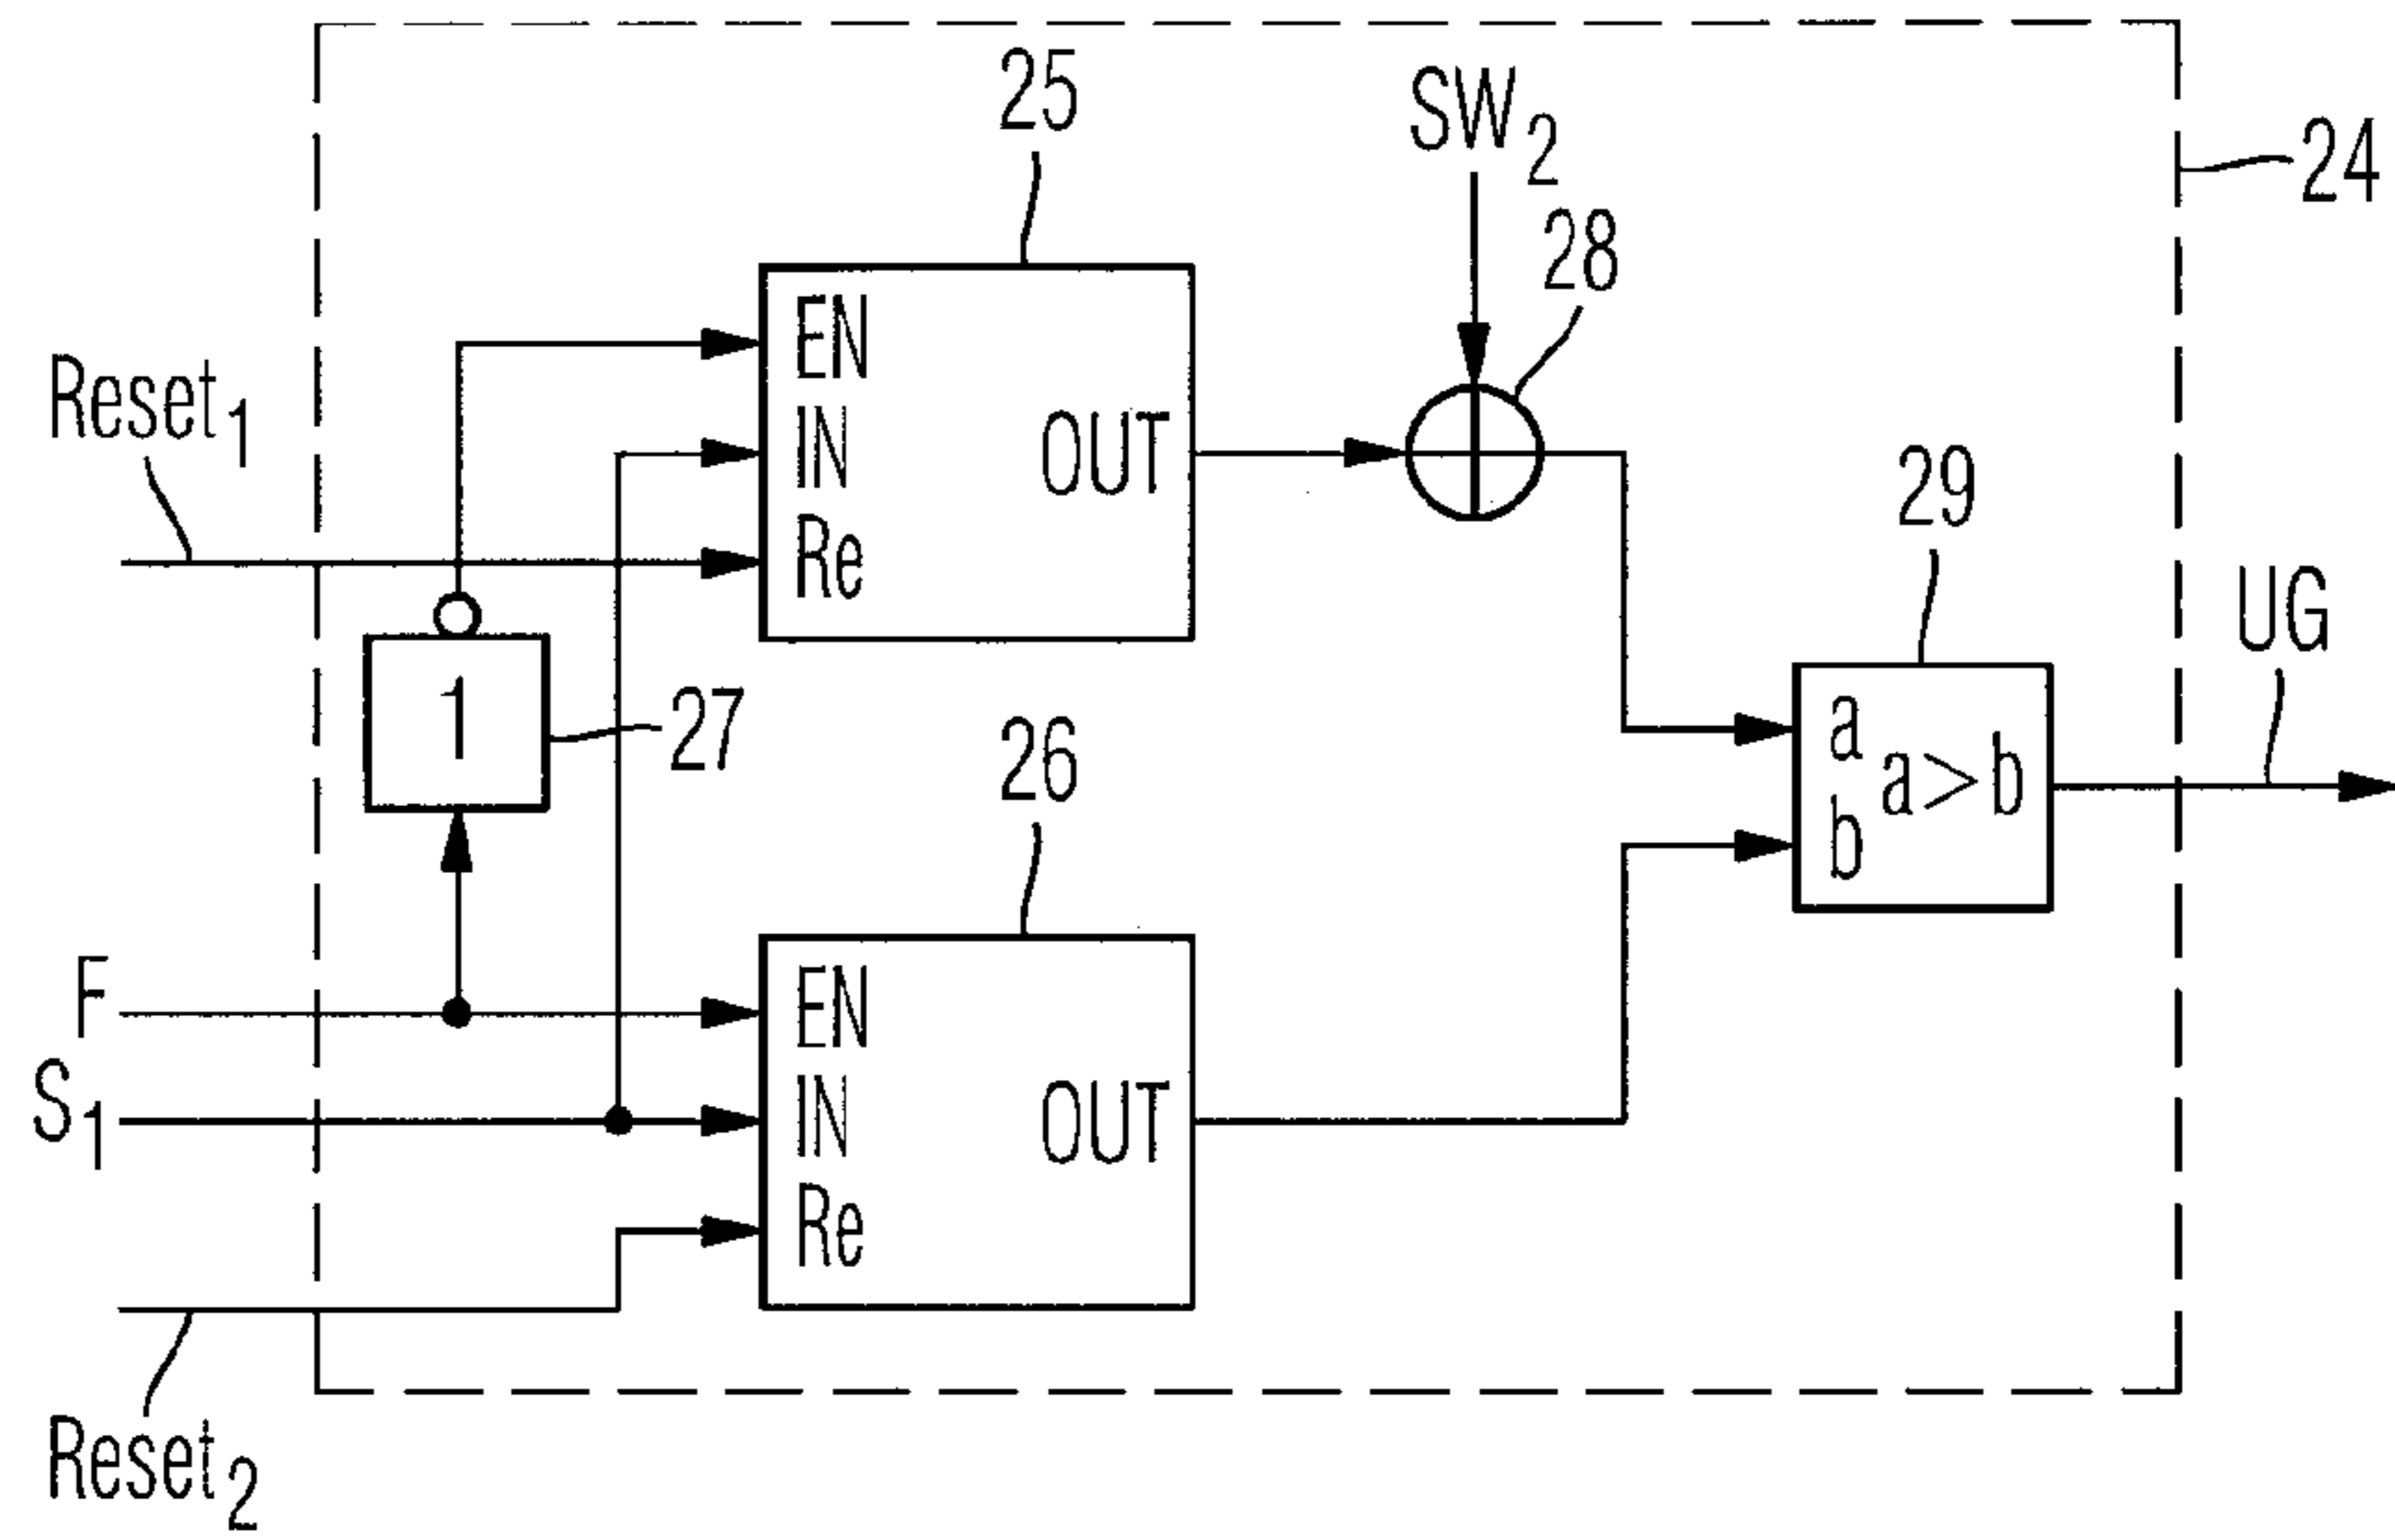 25
SW2
24
28
EN
IN
Re
OUT
Reset1
29
UG
1
27
26
a
a>b
b
F
S1
EN
IN
Re
OUT
Reset2